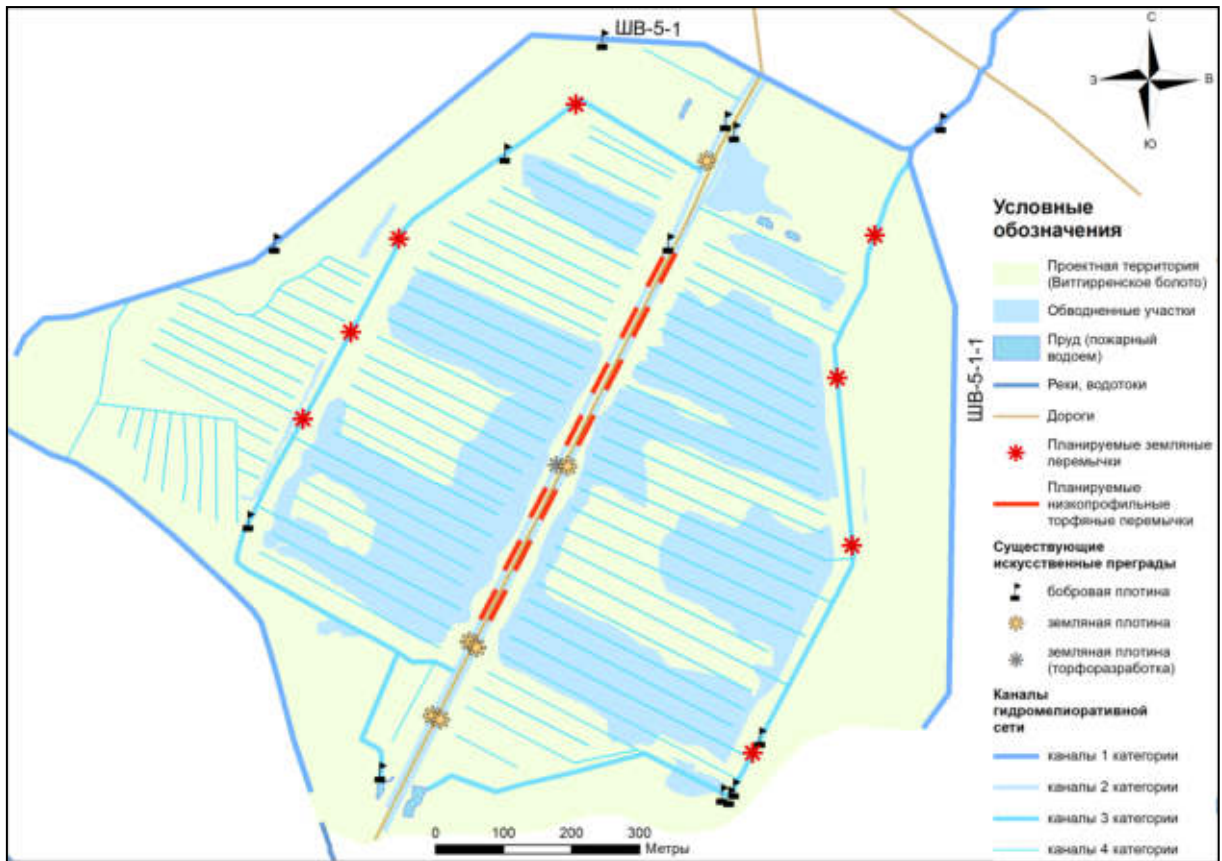 ШВ-5-1
С
З
В
Ю
ШВ-5-1-1
Условные
обозначения
Проектная территория
(Витгирренское болото)
Обводненные участки
Пруд (пожарный
водоем)
Реки, водотоки
Дороги
Планируемые земляные
перемычки
Планируемые
низкопрофильные
торфяные перемычки
Существующие
искусственные преграды
бобровая плотина
земляная плотина
земляная плотина
(торфоразработка)
Каналы
гидромелиоративной
сети
каналы 1 категории
каналы 2 категории
каналы 3 категории
каналы 4 категории
0 100 200 300
Метры